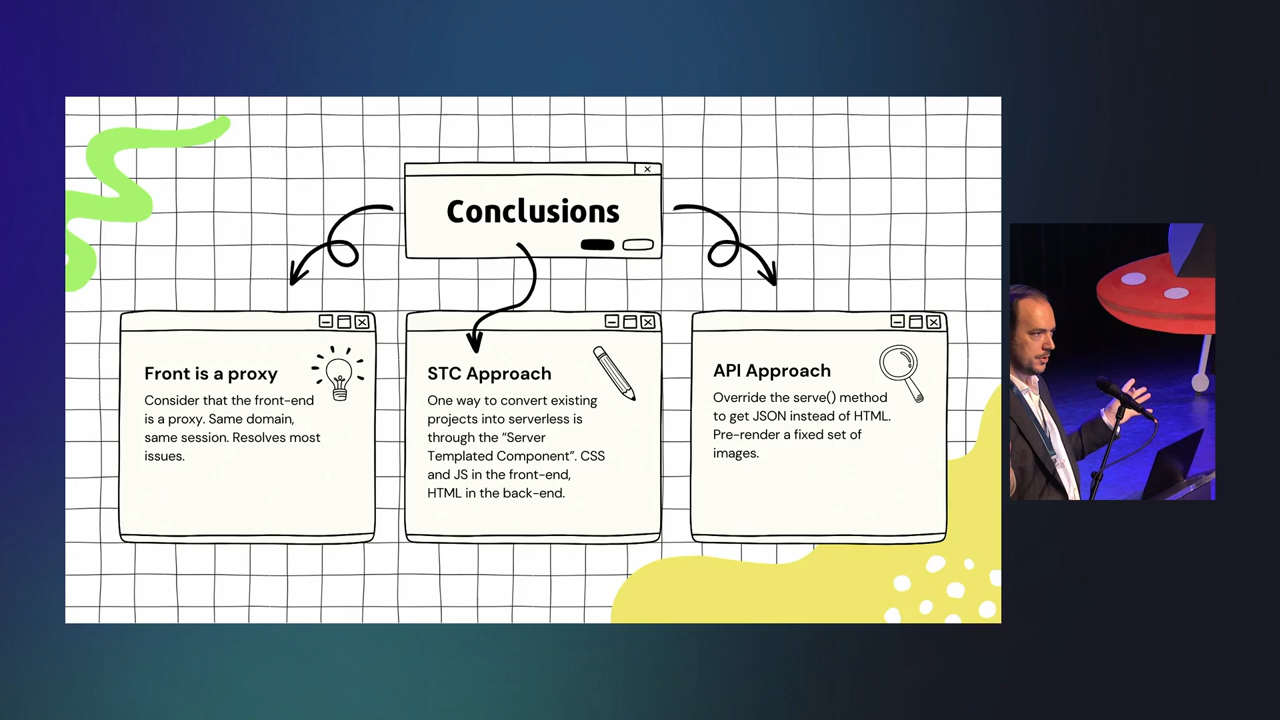 Conclusions
Front is a proxy
Consider that the front-end
is a proxy. Same domain,
same session. Resolves most
issues.
STC Approach
One way to convert existing
projects into serverless is
through the “Server
Templated Component”. CSS
and JS in the front-end,
HTML in the back-end.
API Approach
Override the serve() method
to get JSON instead of HTML.
Pre-render a fixed set of
images.